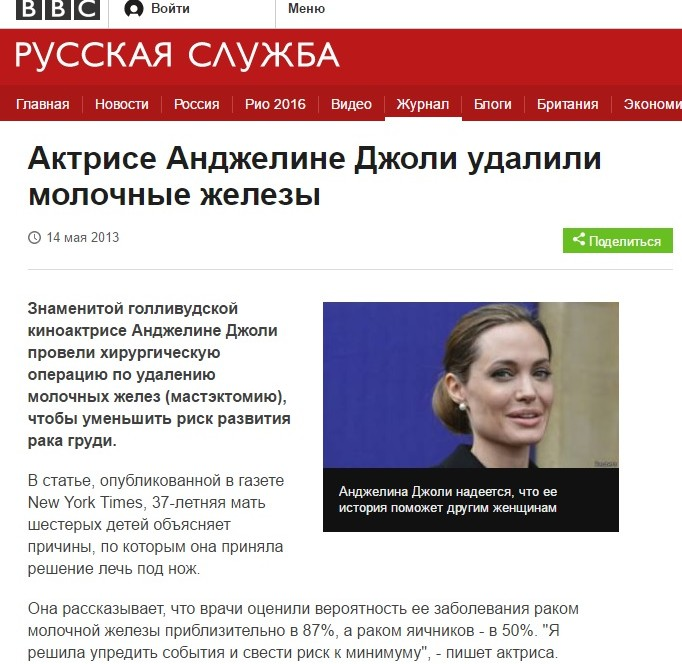 BBC Войти Меню
РУССКАЯ СЛУЖБА
Главная Новости Россия Рио 2016 Видео Журнал Блоги Британия Экономи
Актрисе Анджелине Джоли удалили
молочные железы
14 мая 2013
Поделиться
Знаменитой голливудской
киноактрисе Анджелине Джоли
провели хирургическую
операцию по удалению
молочных желез (мастэктомию),
чтобы уменьшить риск развития
рака груди.
Анджелина Джоли надеется, что ее
история поможет другим женщинам
В статье, опубликованной в газете
New York Times, 37-летняя мать
шестерых детей объясняет
причины, по которым она приняла
решение лечь под нож.
Она рассказывает, что врачи оценили вероятность ее заболевания раком
молочной железы приблизительно в 87%, а раком яичников - в 50%. "Я
решила упредить события и свести риск к минимуму", - пишет актриса.